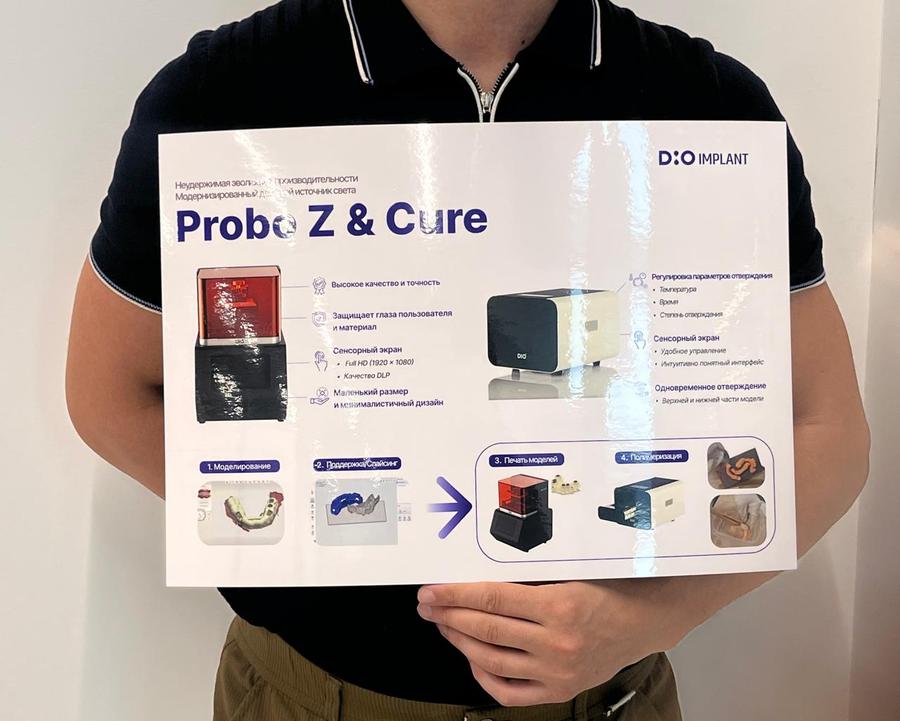 D:O IMPLANT
Неудержимая эволюция производительности
Модернизированный источник света
Probo Z & Cure
Высокое качество и точность
Защищает глаза пользователя
и материал
Сенсорный экран
• Full HD (1920 × 1080)
• Качество DLP
Маленький размер
и минималистичный дизайн
DIO
Регулировка параметров отверждения
• Температура
• Время
• Степень отверждения
Сенсорный экран
• Удобное управление
• Интуитивно понятный интерфейс
Одновременное отверждение
• Верхней и нижней части модели
1. Моделирование
2. Поддержка/Слайсинг
3. Печать моделей
4. Полимеризация